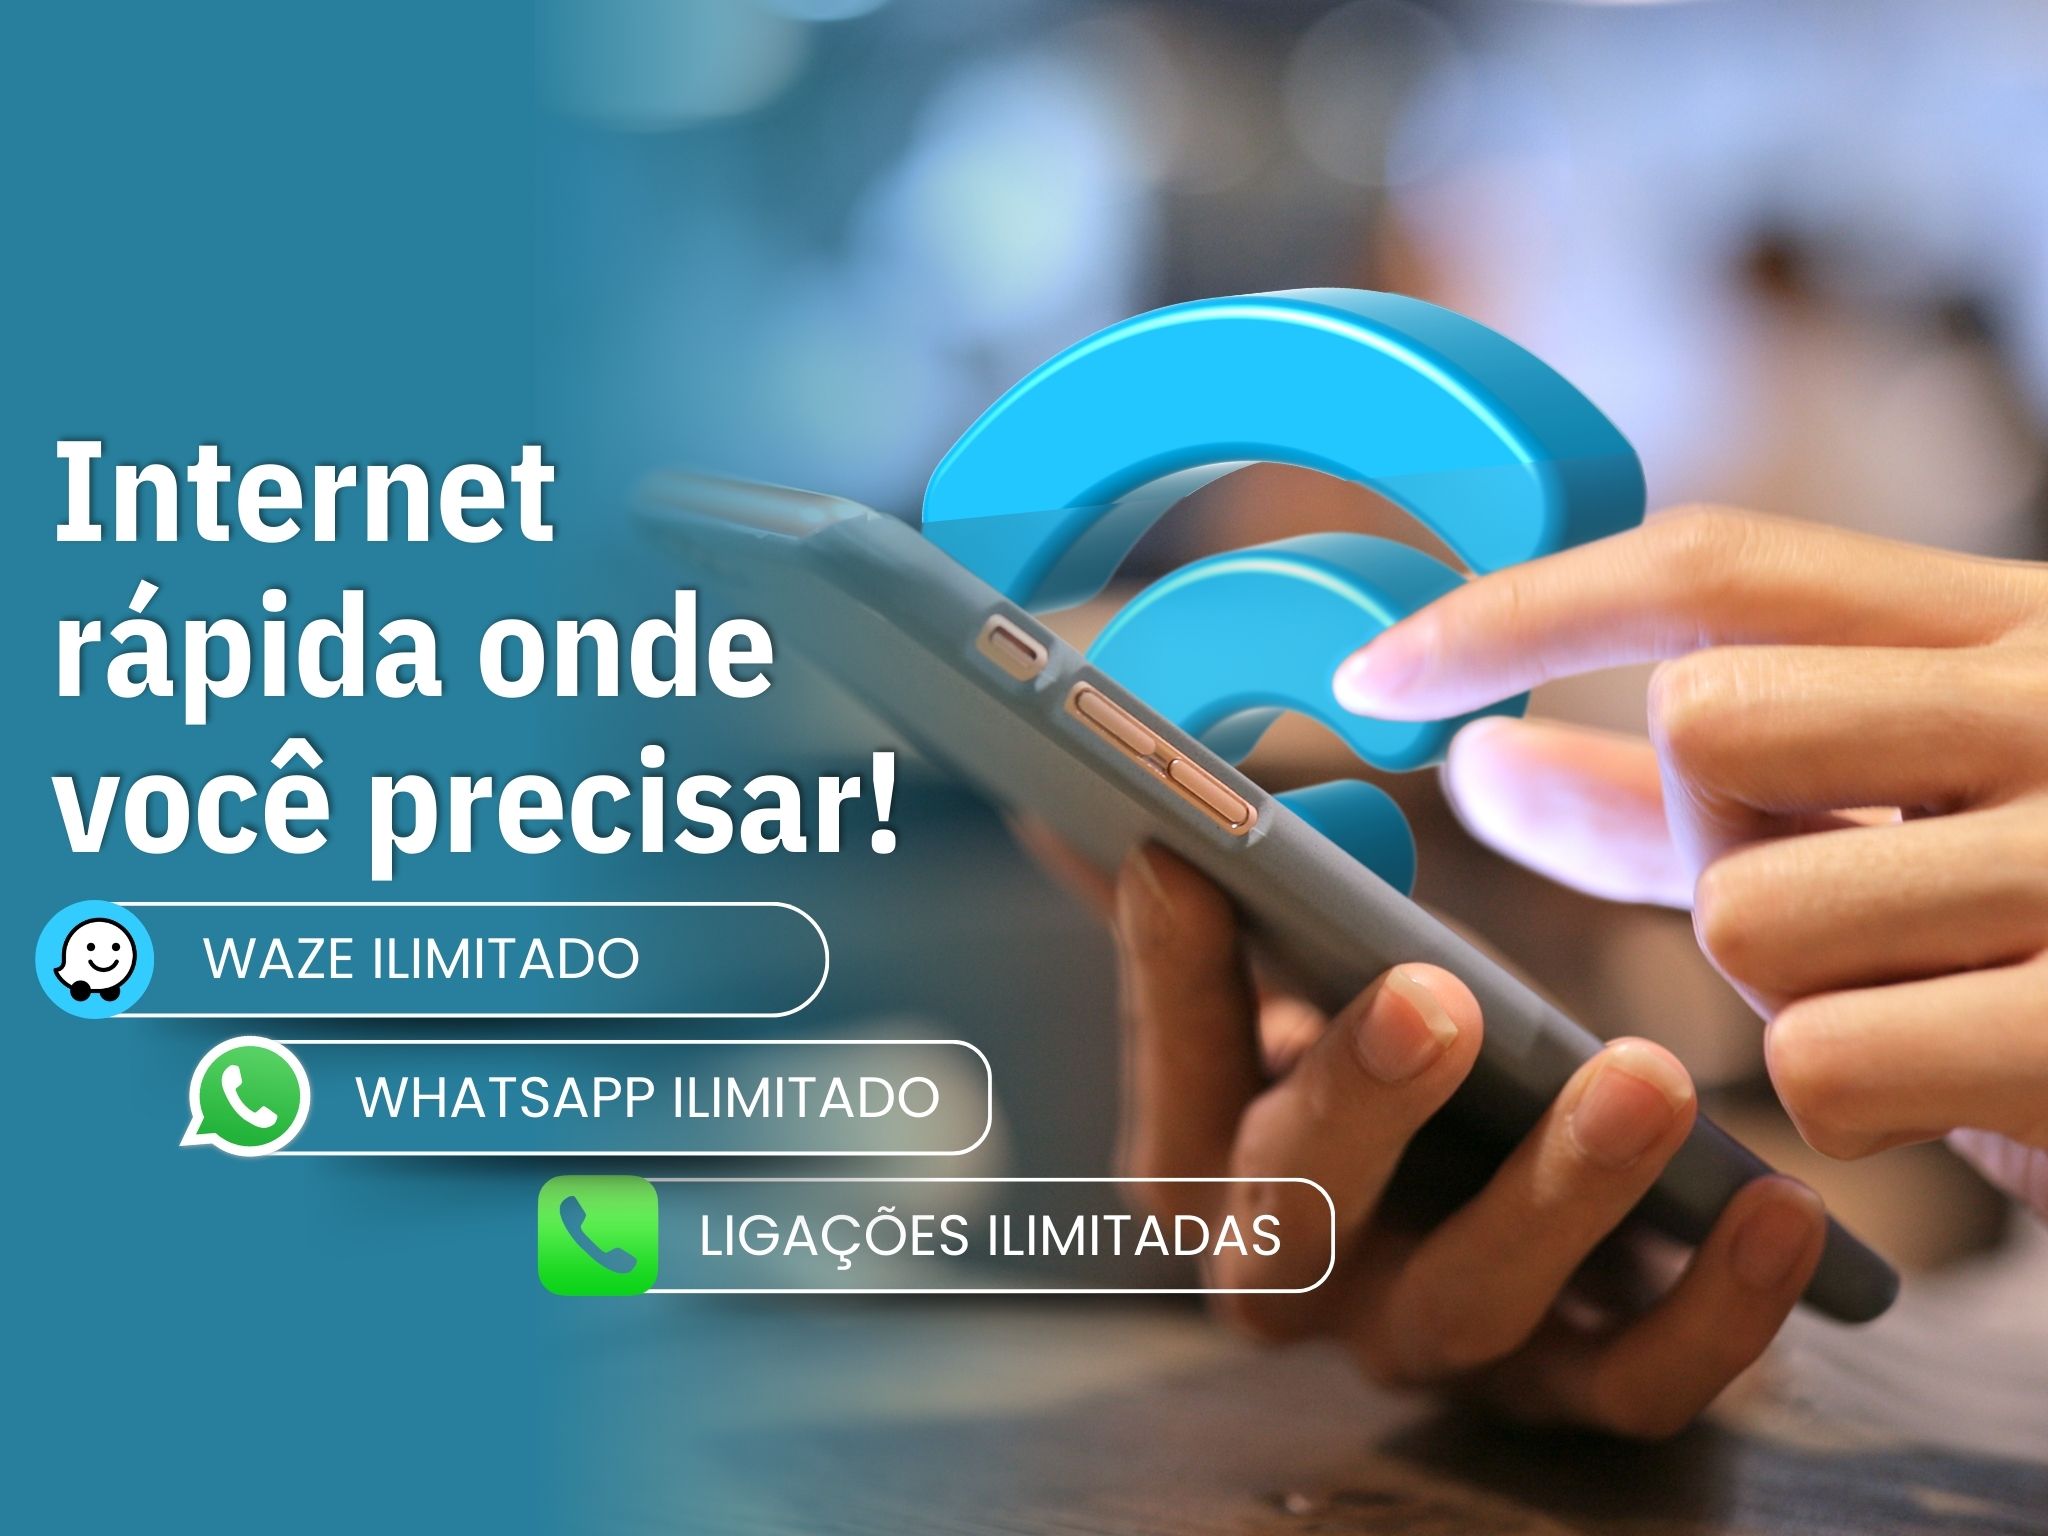 Internet
rápida onde
você precisar!
WAZE ILIMITADO
WHATSAPP ILIMITADO
LIGAÇÕES ILIMITADAS